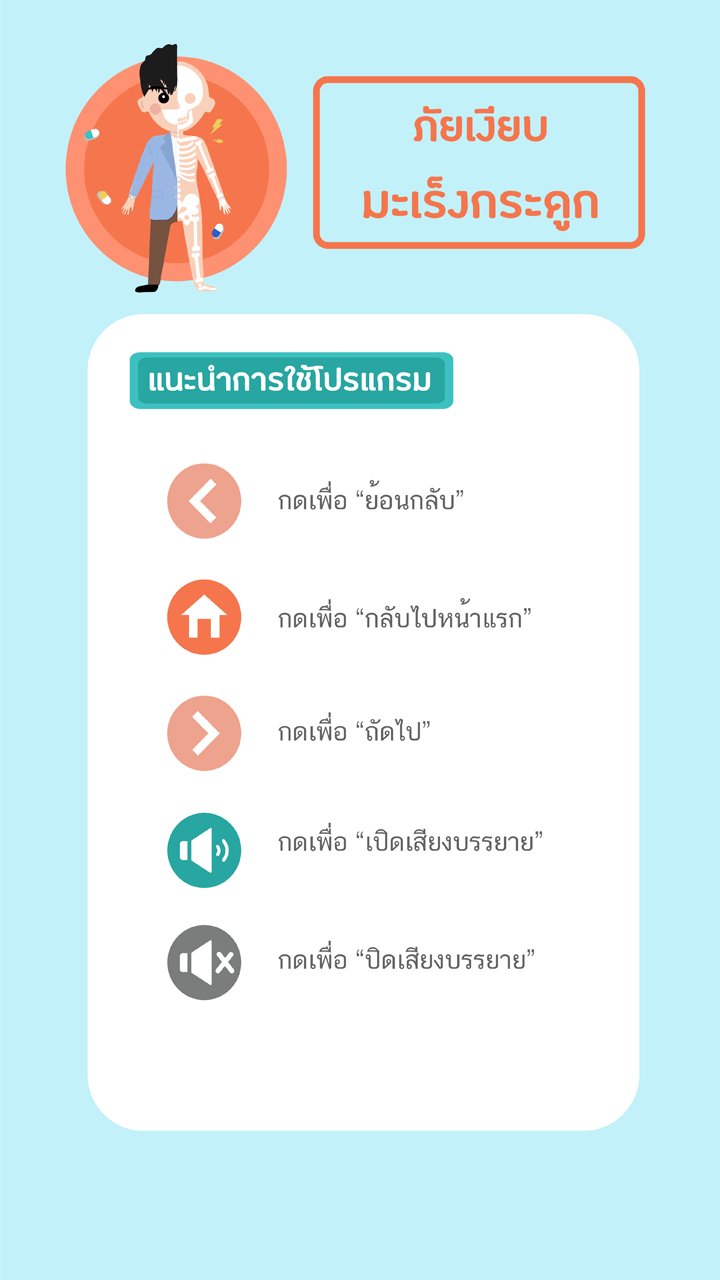 ภัยเงียบ
มะเร็งกระดูก
แนะนำการใช้โปรแกรม
กดเพื่อ “ย้อนกลับ”
กดเพื่อ “กลับไปหน้าแรก”
กดเพื่อ “ถัดไป”
กดเพื่อ “เปิดเสียงบรรยาย”
กดเพื่อ “ปิดเสียงบรรยาย”